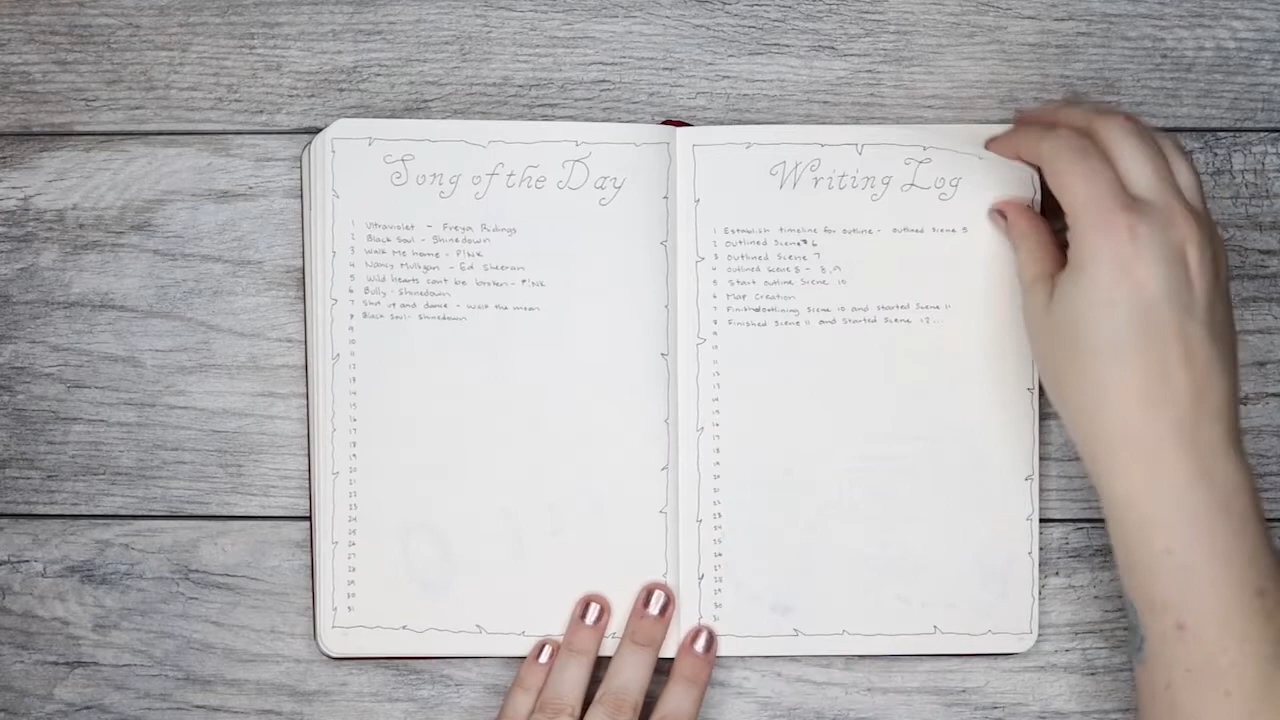 Song of the Day
1 Ultraviolet - Freya Ridings
2 Black Soul - Shinedown
3 Walk Me home - P!NK
4 Nancy Mulligan - Ed Sheeran
5 Wild hearts cant be broken - P!NK
6 Bully - Shinedown
7 Shut up and dance - Walk the moon
8 Black Soul - Shinedown
9
10
11
12
13
14
15
16
17
18
19
20
21
22
23
24
25
26
27
28
29
30
31
Writing Log
1 Establish timeline for outline - outlined scene 5
2 Outlined Scene 6
3 Outlined Scene 7
4 Outlined Scenes - 8, 9
5 Start outline Scene 10
6 Map Creation
7 outlining Scene 10 and started Scene 11
8 Finished Scene 11 and Started Scene 12...
9
10
11
12
13
14
15
16
17
18
19
20
21
22
23
24
25
26
27
28
29
30
31